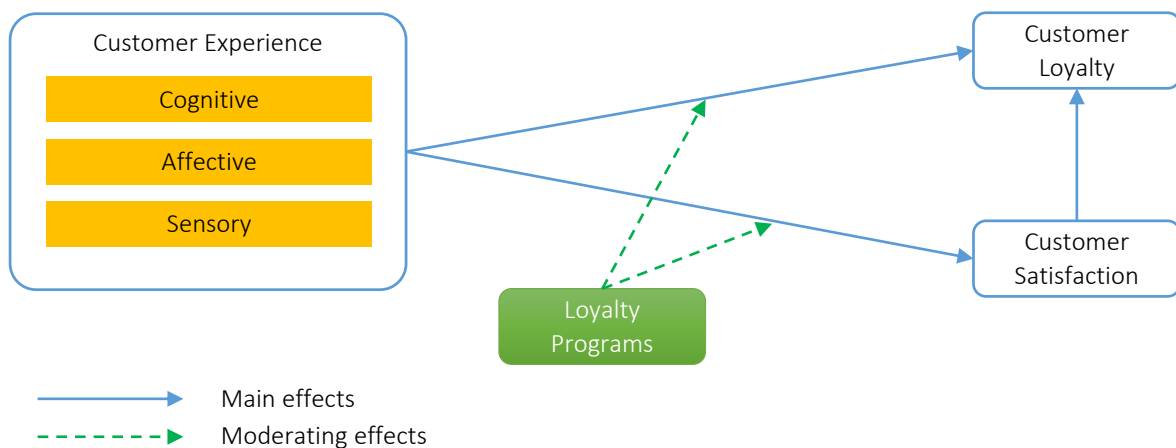 Customer Experience
Cognitive
Affective
Sensory
Customer
Loyalty
Customer
Satisfaction
Loyalty
Programs
Main effects
Moderating effects